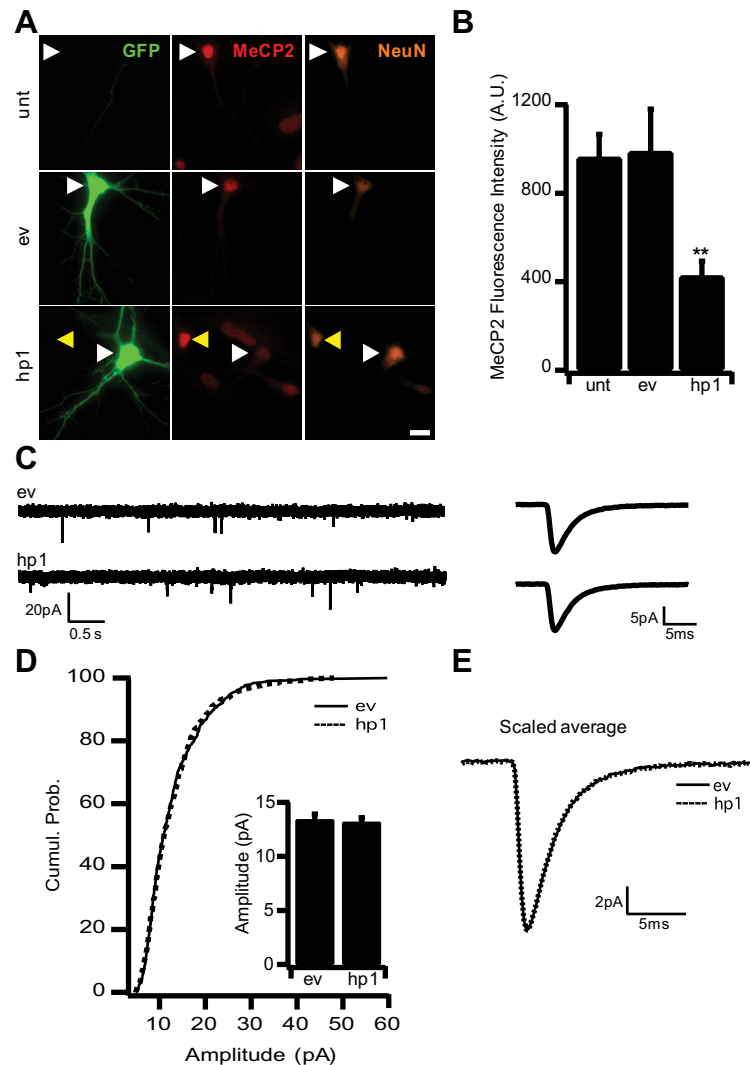 A
GFP
MeCP2
NeuN
unt
ev
hp1
B
MeCP2 Fluorescence Intensity (A.U.)
1200
800
400
0
unt
ev
hp1
**
C
ev
hp1
20pA
0.5 s
5pA
5ms
D
Cumul. Prob.
100
80
60
40
20
0
10
20
30
40
50
60
Amplitude (pA)
ev
hp1
Amplitude (pA)
15
10
5
0
ev
hp1
E
Scaled average
ev
hp1
2pA
5ms